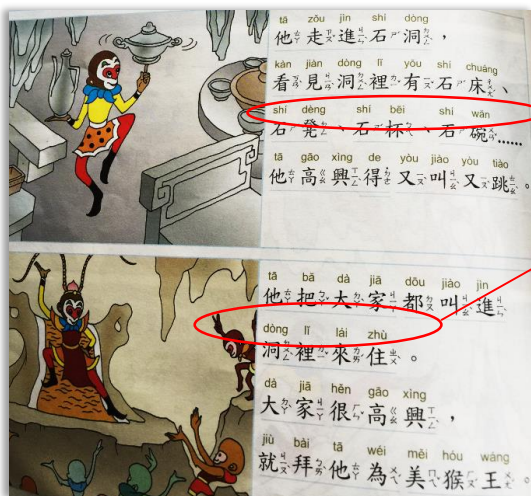 tā zǒu jìn shí dòng
他走進石洞，
kàn jiàn dòng lǐ yǒu shí chuáng
看見洞裡有石床、
shí dèng shí bēi shí wǎn
石凳、石杯、石碗……
tā gāo xìng de yòu jiào yòu tiào
他高興得又叫又跳。
tā bǎ dà jiā dōu jiào jìn
他把大家都叫進
dòng lǐ lái zhù
洞裡來住。
dà jiā hěn gāo xìng
大家很高興，
jiù bài tā wéi měi hóu wáng
就拜他為美猴王